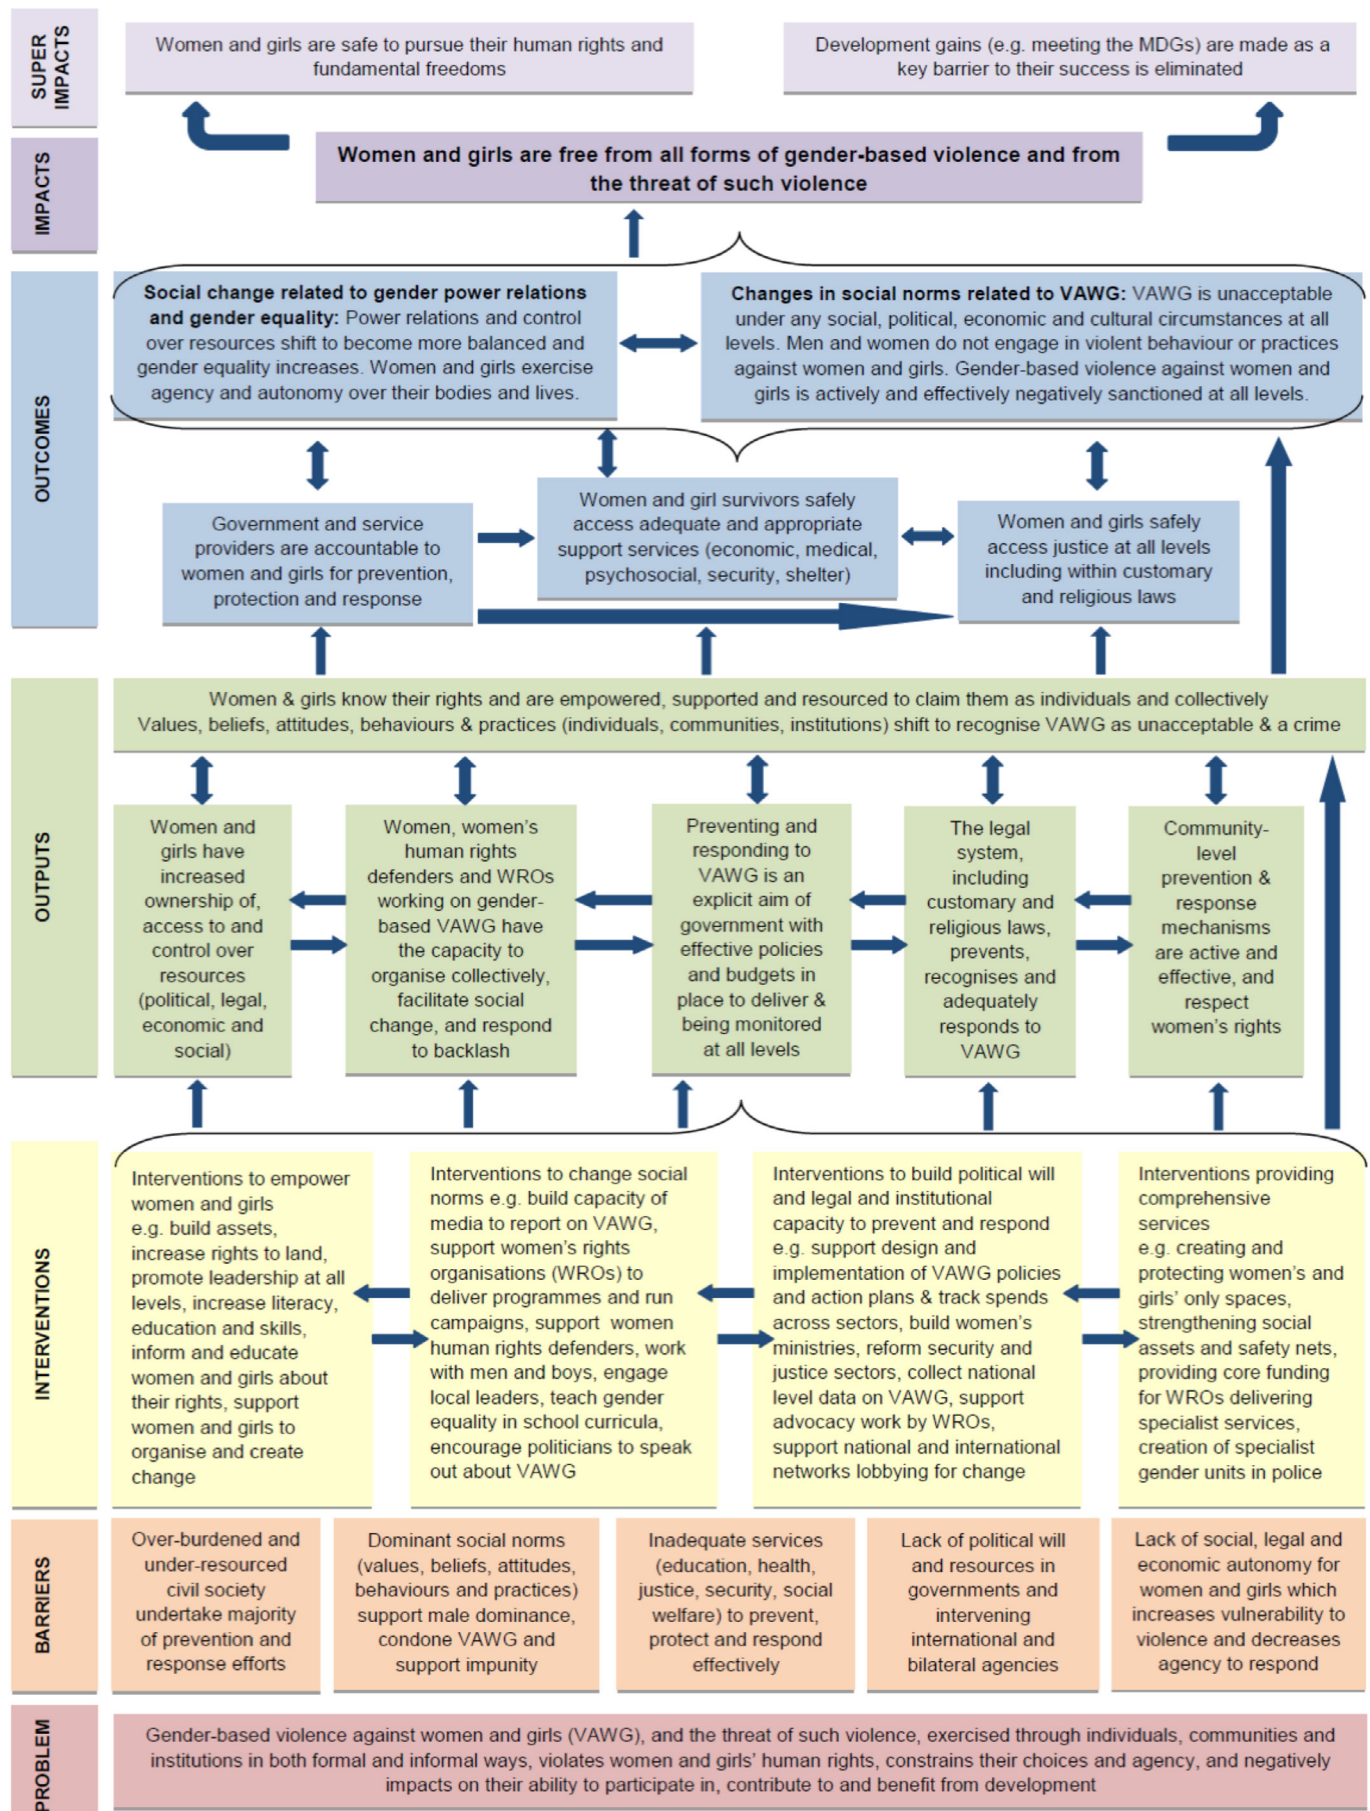 SUPER
IMPACTS
Women and girls are safe to pursue their human rights and
fundamental freedoms
Development gains (e.g. meeting the MDGs) are made as a
key barrier to their success is eliminated
IMPACTS
Women and girls are free from all forms of gender-based violence and from
the threat of such violence
OUTCOMES
Social change related to gender power relations
and gender equality: Power relations and control
over resources shift to become more balanced and
gender equality increases. Women and girls exercise
agency and autonomy over their bodies and lives.
Changes in social norms related to VAWG: VAWG is unacceptable
under any social, political, economic and cultural circumstances at all
levels. Men and women do not engage in violent behaviour or practices
against women and girls. Gender-based violence against women and
girls is actively and effectively negatively sanctioned at all levels.
Government and service
providers are accountable to
women and girls for prevention,
protection and response
Women and girl survivors safely
access adequate and appropriate
support services (economic, medical,
psychosocial, security, shelter)
Women and girls safely
access justice at all levels
including within customary
and religious laws
OUTPUTS
Women & girls know their rights and are empowered, supported and resourced to claim them as individuals and collectively
Values, beliefs, attitudes, behaviours & practices (individuals, communities, institutions) shift to recognise VAWG as unacceptable & a crime
Women and
girls have
increased
ownership of,
access to and
control over
resources
(political, legal,
economic and
social)
Women, women's
human rights
defenders and WROs
working on gender-
based VAWG have
the capacity to
organise collectively,
facilitate social
change, and respond
to backlash
Preventing and
responding to
VAWG is an
explicit aim of
government with
effective policies
and budgets in
place to deliver &
being monitored
at all levels
The legal
system,
including
customary and
religious laws,
prevents,
recognises and
adequately
responds to
VAWG
Community-
level
prevention &
response
mechanisms
are active and
effective, and
respect
women's rights
INTERVENTIONS
Interventions to empower
women and girls
e.g. build assets,
increase rights to land,
promote leadership at all
levels, increase literacy,
education and skills,
inform and educate
women and girls about
their rights, support
women and girls to
organise and create
change
Interventions to change social
norms e.g. build capacity of
media to report on VAWG,
support women's rights
organisations (WROs) to
deliver programmes and run
campaigns, support women
human rights defenders, work
with men and boys, engage
local leaders, teach gender
equality in school curricula,
encourage politicians to speak
out about VAWG
Interventions to build political will
and legal and institutional
capacity to prevent and respond
e.g. support design and
implementation of VAWG policies
and action plans & track spends
across sectors, build women's
ministries, reform security and
justice sectors, collect national
level data on VAWG, support
advocacy work by WROs,
support national and international
networks lobbying for change
Interventions providing
comprehensive
services
e.g. creating and
protecting women's and
girls' only spaces,
strengthening social
assets and safety nets,
providing core funding
for WROs delivering
specialist services,
creation of specialist
gender units in police
BARRIERS
Over-burdened and
under-resourced
civil society
undertake majority
of prevention and
response efforts
Dominant social norms
(values, beliefs, attitudes,
behaviours and practices)
support male dominance,
condone VAWG and
support impunity
Inadequate services
(education, health,
justice, security, social
welfare) to prevent,
protect and respond
effectively
Lack of political will
and resources in
governments and
intervening
international and
bilateral agencies
Lack of social, legal and
economic autonomy for
women and girls which
increases vulnerability to
violence and decreases
agency to respond
PROBLEM
Gender-based violence against women and girls (VAWG), and the threat of such violence, exercised through individuals, communities and
institutions in both formal and informal ways, violates women and girls' human rights, constrains their choices and agency, and negatively
impacts on their ability to participate in, contribute to and benefit from development